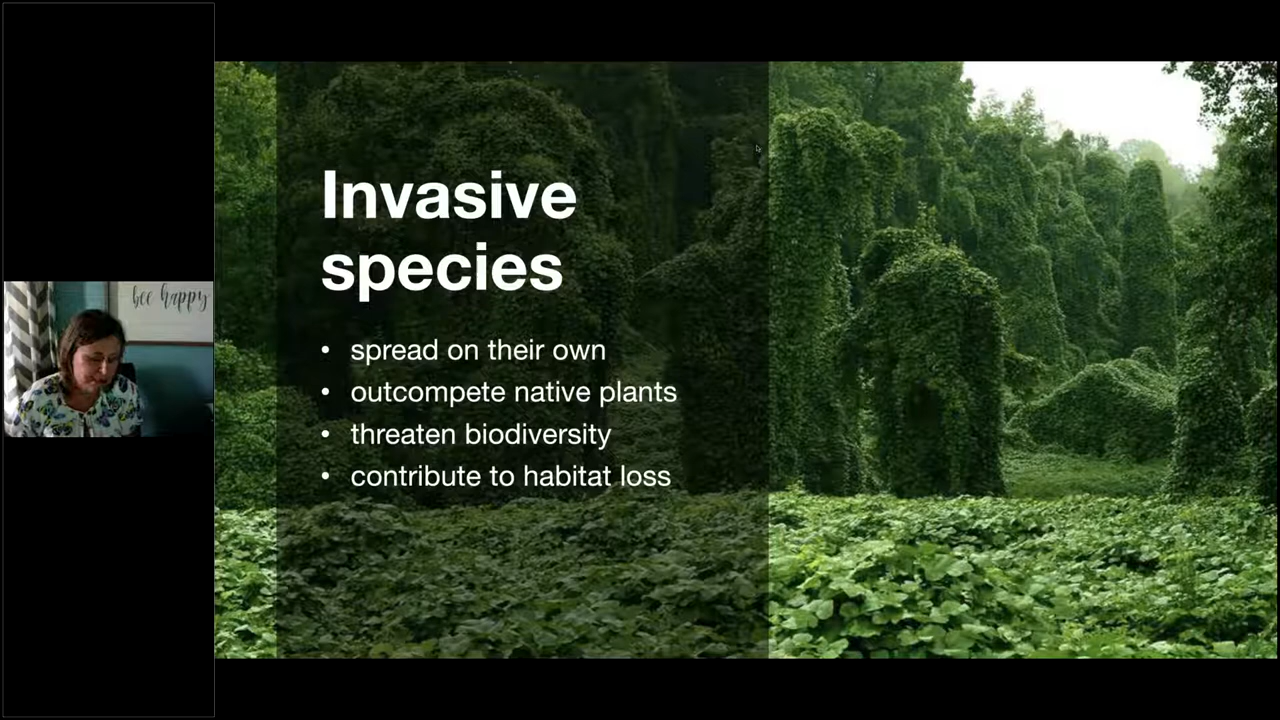 bee happy
Invasive
species
• spread on their own
• outcompete native plants
• threaten biodiversity
• contribute to habitat loss